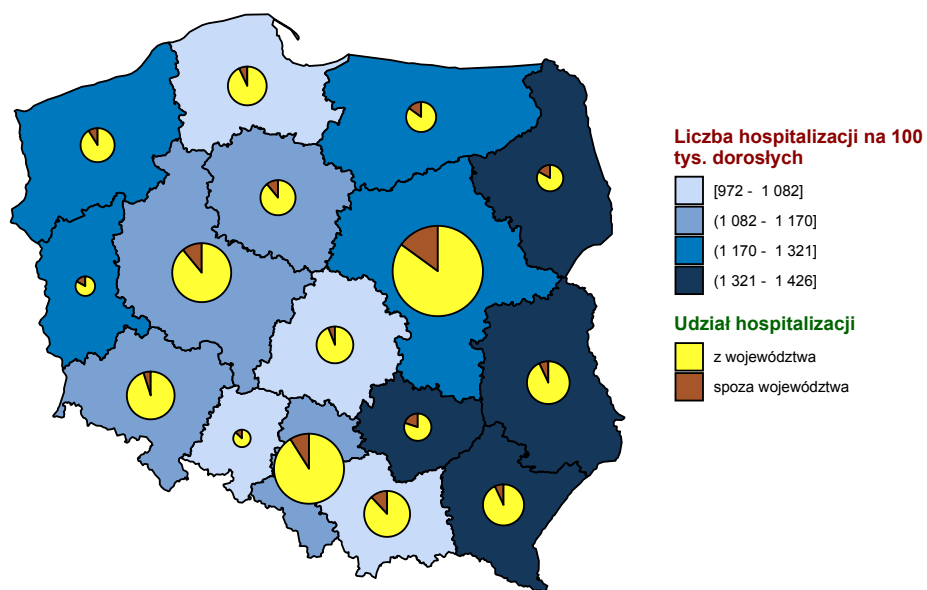 Liczba hospitalizacji na 100
tys. dorosłych
[972 - 1 082]
(1 082 - 1 170]
(1 170 - 1 321]
(1 321 - 1 426]
Udział hospitalizacji
z województwa
spoza województwa